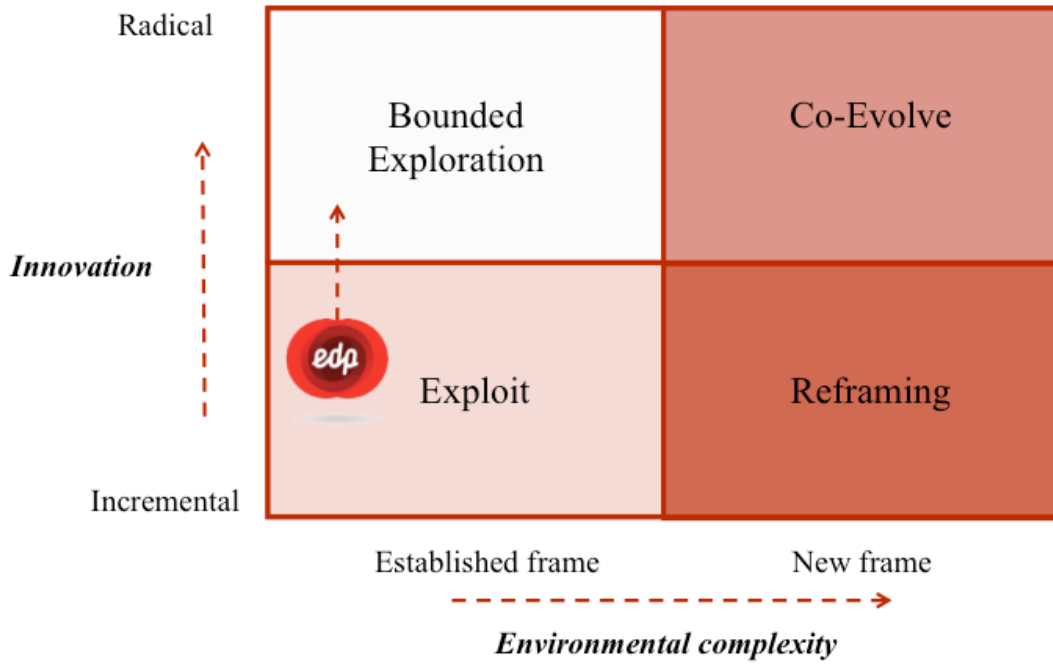 Radical
Bounded
Exploration
Co-Evolve
Innovation
edp
Exploit
Reframing
Incremental
Established frame
New frame
Environmental complexity